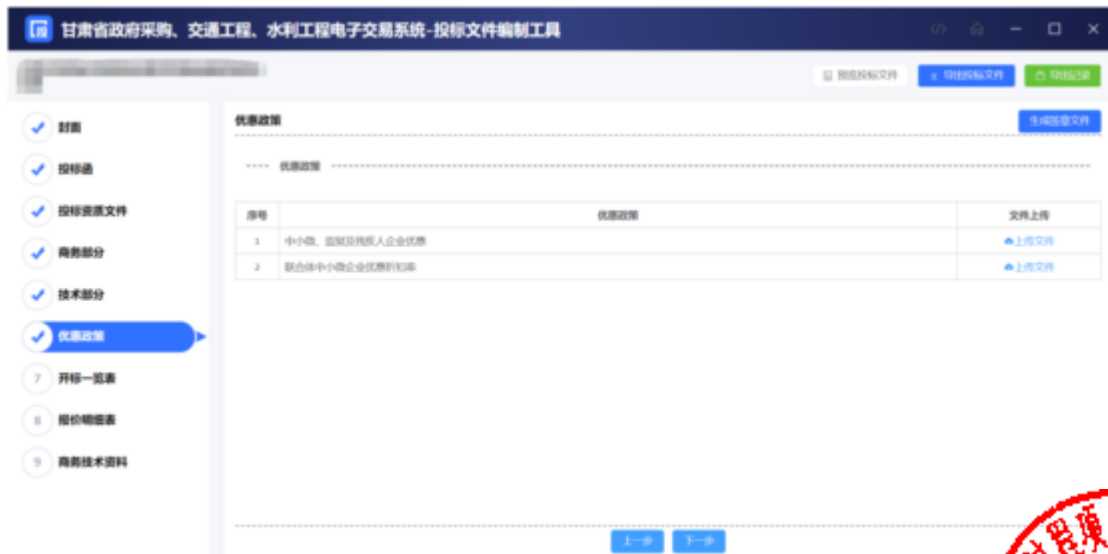 甘肃省政府采购、交通工程、水利工程电子交易系统-投标文件编制工具
预览投标文件
导出投标文件
导出记录
封面
投标函
投标资质文件
商务部分
技术部分
优惠政策
7 开标一览表
8 报价明细表
9 商务技术资料
优惠政策
生成签章文件
优惠政策
序号 优惠政策 文件上传
1 中小微、监狱及残疾人企业优惠 上传文件
2 联合体中小微企业优惠折扣率 上传文件
上一步 下一步